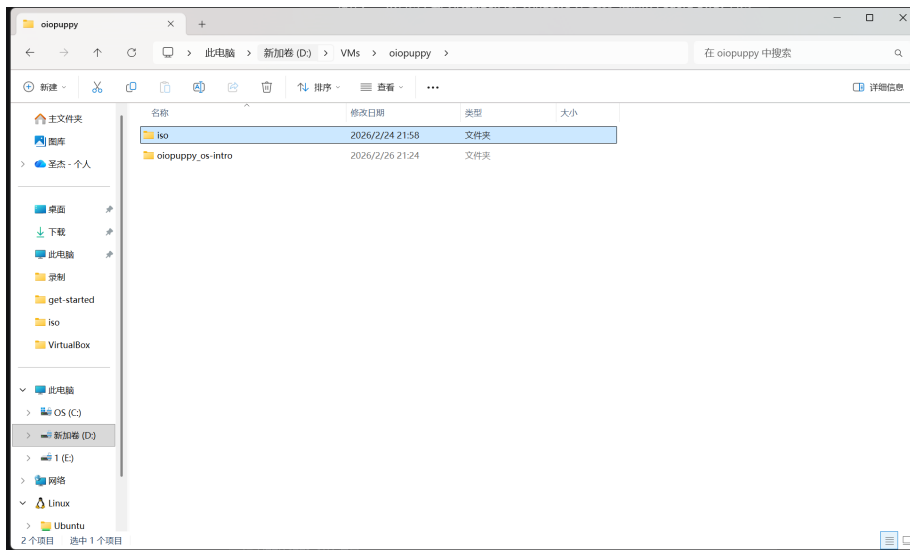 oiopuppy
此电脑 > 新加卷 (D:) > VMs > oiopuppy >
在 oiopuppy 中搜索
新建
排序
查看
详细信息
名称 修改日期 类型 大小
iso 2026/2/24 21:58 文件夹
oiopuppy_os-intro 2026/2/26 21:24 文件夹
主文件夹
图库
圣杰 - 个人
桌面
下载
此电脑
录制
get-started
iso
VirtualBox
此电脑
OS (C:)
新加卷 (D:)
1 (E:)
网络
Linux
Ubuntu
2 个项目 选中 1 个项目